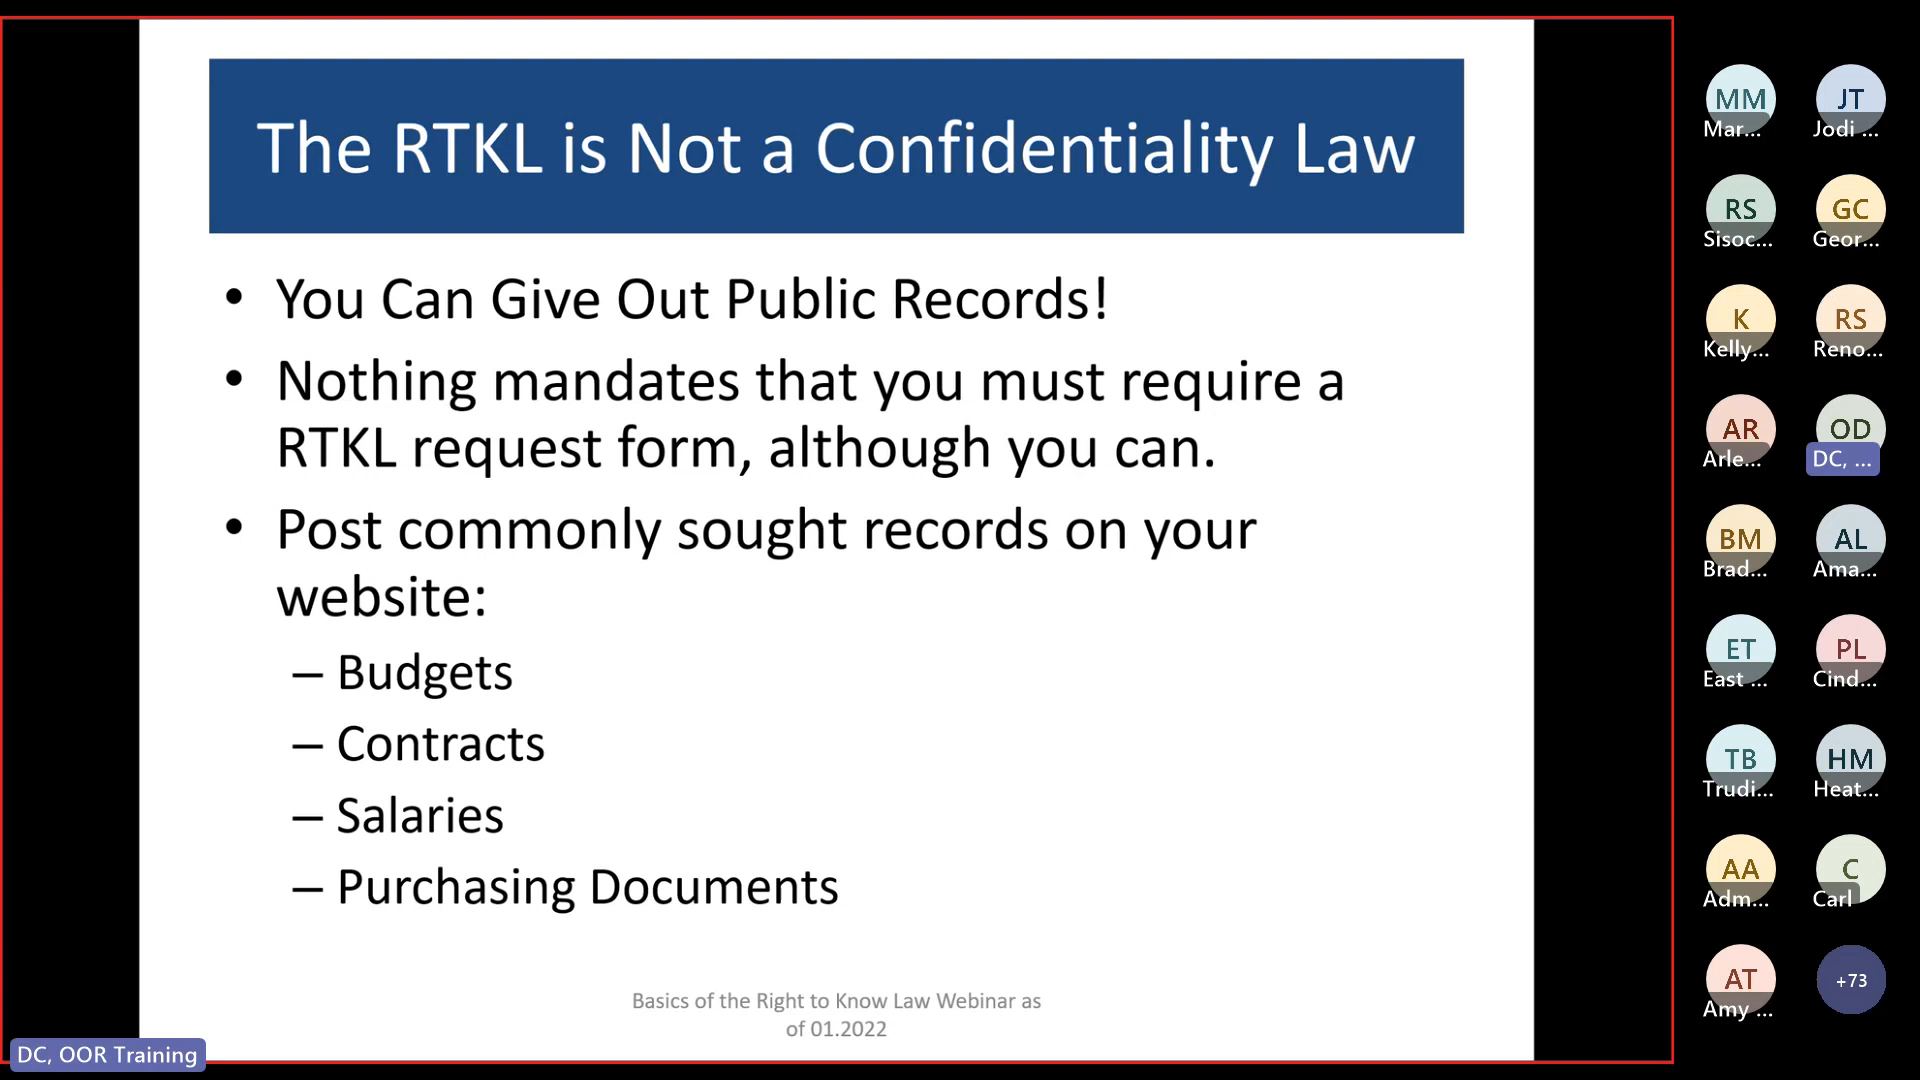 The RTKL is Not a Confidentiality Law
• You Can Give Out Public Records!
• Nothing mandates that you must require a
RTKL request form, although you can.
• Post commonly sought records on your
website:
– Budgets
– Contracts
– Salaries
– Purchasing Documents
Basics of the Right to Know Law Webinar as
of 01.2022
DC, OOR Training
MM
Mar...
JT
Jodi ...
RS
Sisoc...
GC
Geor...
K
Kelly...
RS
Reno...
AR
Arle...
OD
DC, ...
BM
Brad...
AL
Ama...
ET
East ...
PL
Cind...
TB
Trudi...
HM
Heat...
AA
Adm...
C
Carl
AT
Amy ...
+73